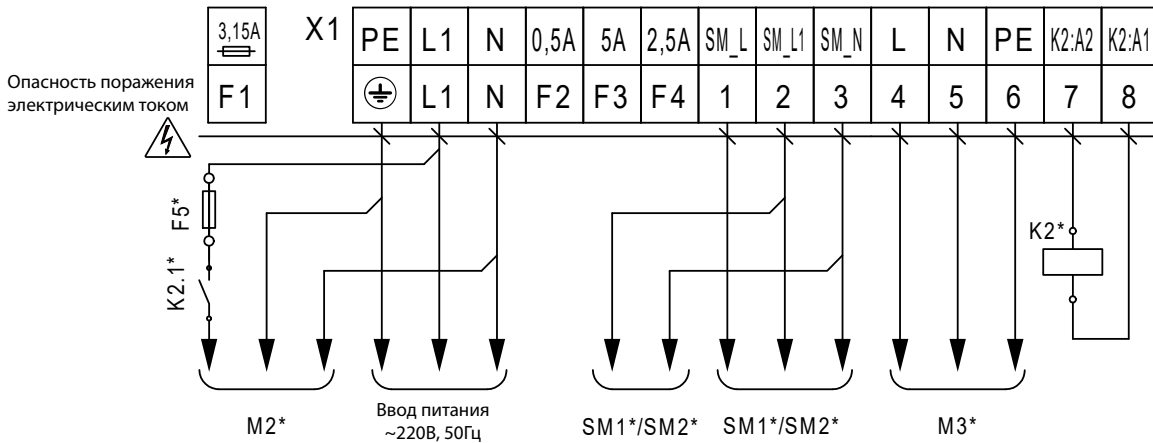 3,15A X1 PE L1 N 0,5A 5A 2,5A SM_L SM_L1 SM_N L N PE K2:A2 K2:A1
F1 L1 N F2 F3 F4 1 2 3 4 5 6 7 8
Опасность поражения
электрическим током
F5*
K2.1*
K2*
M2*
Ввод питания
~220В, 50Гц
SM1*/SM2*
SM1*/SM2*
M3*